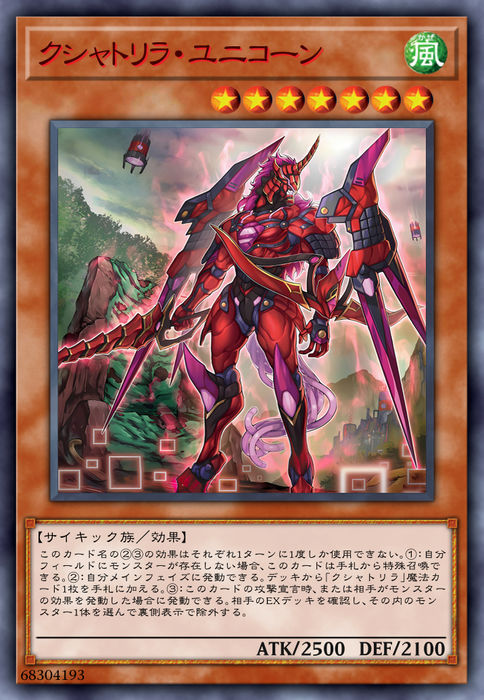 クシャトリラ・ユニコーン
風
かぜ
【サイキック族／効果】
このカード名の②③の効果はそれぞれ1ターンに1度しか使用できない。①：自分
フィールドにモンスターが存在しない場合、このカードは手札から特殊召喚で
きる。②：自分メインフェイズに発動できる。デッキから「クシャトリラ」魔法カ
ード1枚を手札に加える。③：このカードの攻撃宣言時、または相手がモンスター
の効果を発動した場合に発動できる。相手のEXデッキを確認し、その内のモン
スター1体を選んで裏側表示で除外する。
ATK/2500 DEF/2100
68304193